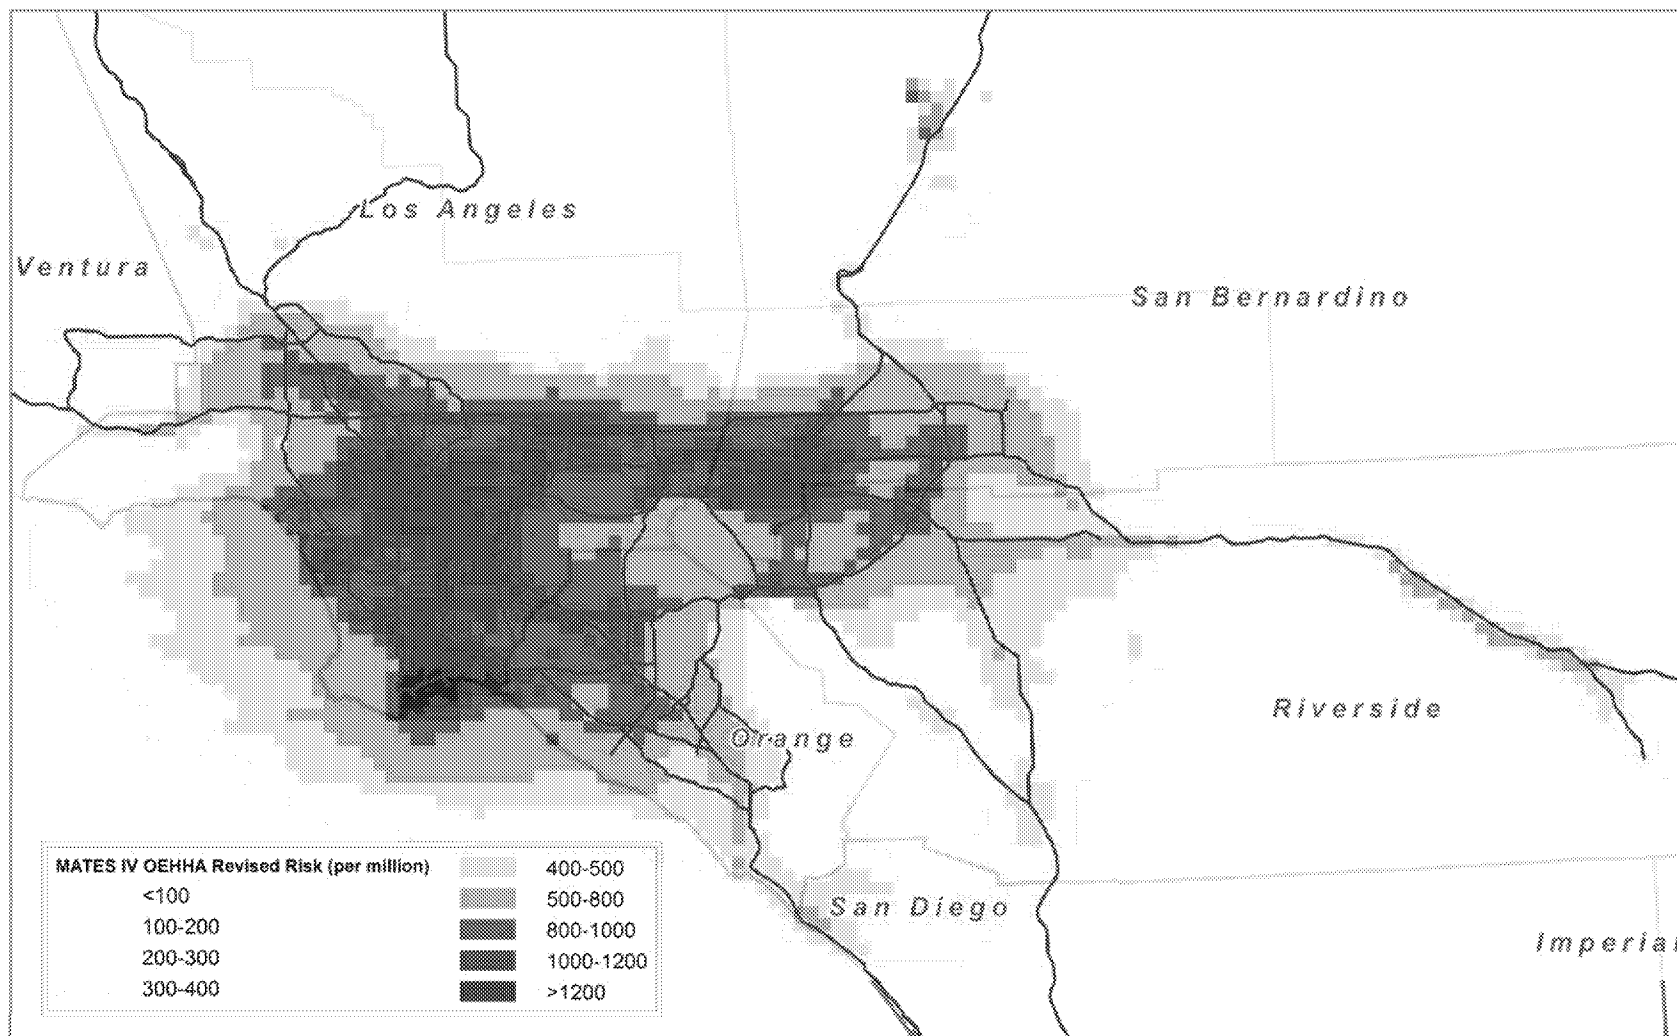 Los Angeles
Ventura
San Bernardino
Riverside
Orange
San Diego
Imperial
MATES IV OEHHA Revised Risk (per million)
<100
100-200
200-300
300-400
400-500
500-800
800-1000
1000-1200
>1200